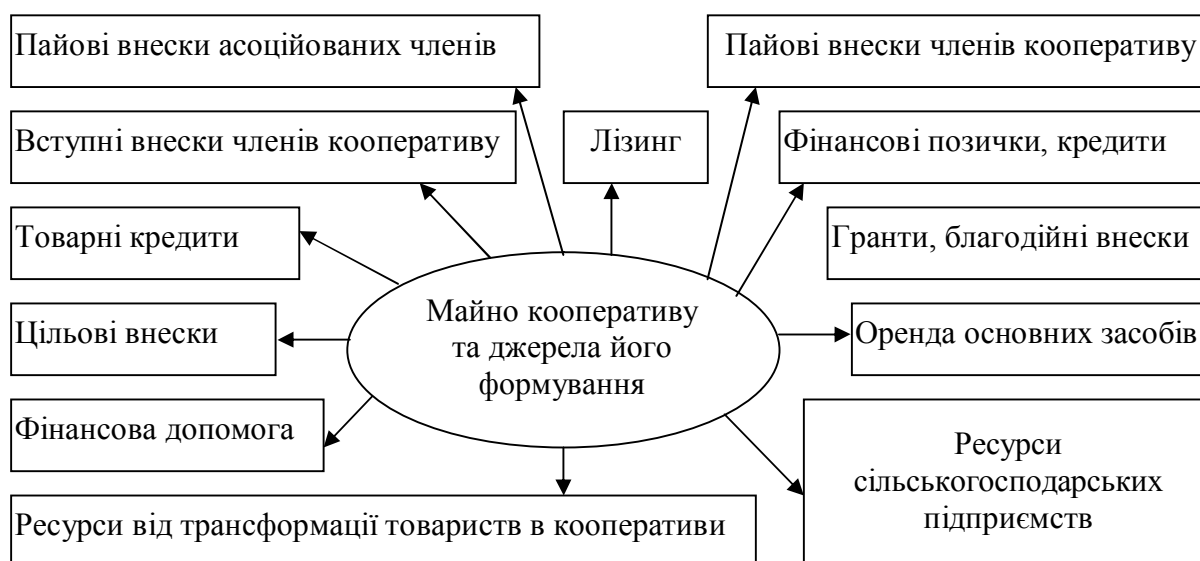 Пайові внески асоційованих членів
Пайові внески членів кооперативу
Вступні внески членів кооперативу
Лізинг
Фінансові позички, кредити
Товарні кредити
Гранти, благодійні внески
Майно кооперативу
та джерела його
формування
Цільові внески
Оренда основних засобів
Фінансова допомога
Ресурси
сільськогосподарських
підприємств
Ресурси від трансформації товариств в кооперативи